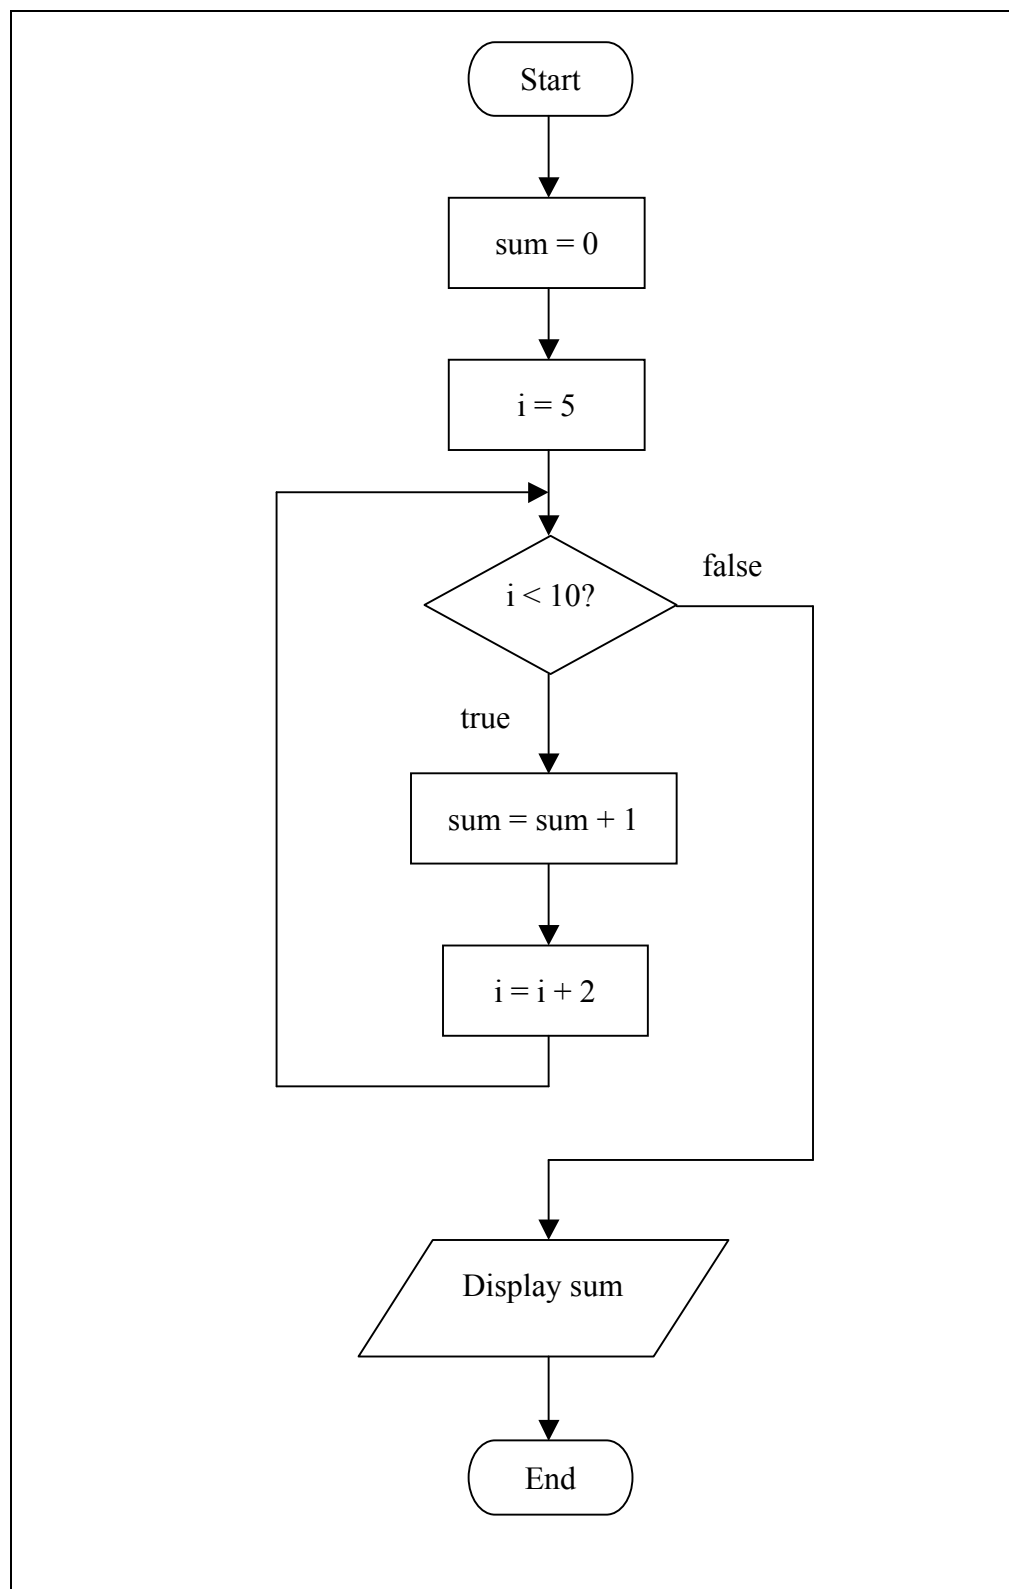 Start
sum = 0
i = 5
i < 10?
false
true
sum = sum + 1
i = i + 2
Display sum
End